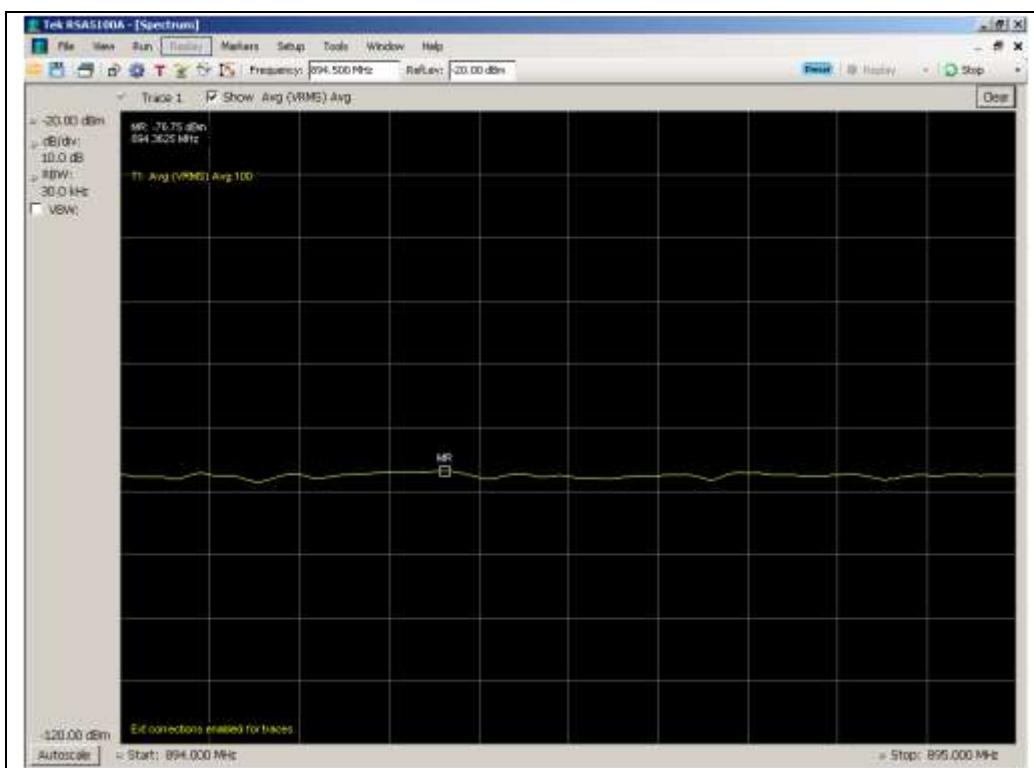 Tek RSA5100A - [Spectrum]
File View Run Replay Markers Setup Tools Window Help
Frequency: 894.500 MHz RefLev: -20.00 dBm Preset Replay Stop
Trace 1 Show Avg (VRMS) Avg Clear
-20.00 dBm
dB/div:
10.0 dB
RBW:
30.0 kHz
VBW:
MR: -76.75 dBm
894.3625 MHz
T1: Avg (VRMS) Avg:100
MR
Ext corrections enabled for traces
-120.00 dBm
Autoscale Start: 894.000 MHz Stop: 895.000 MHz